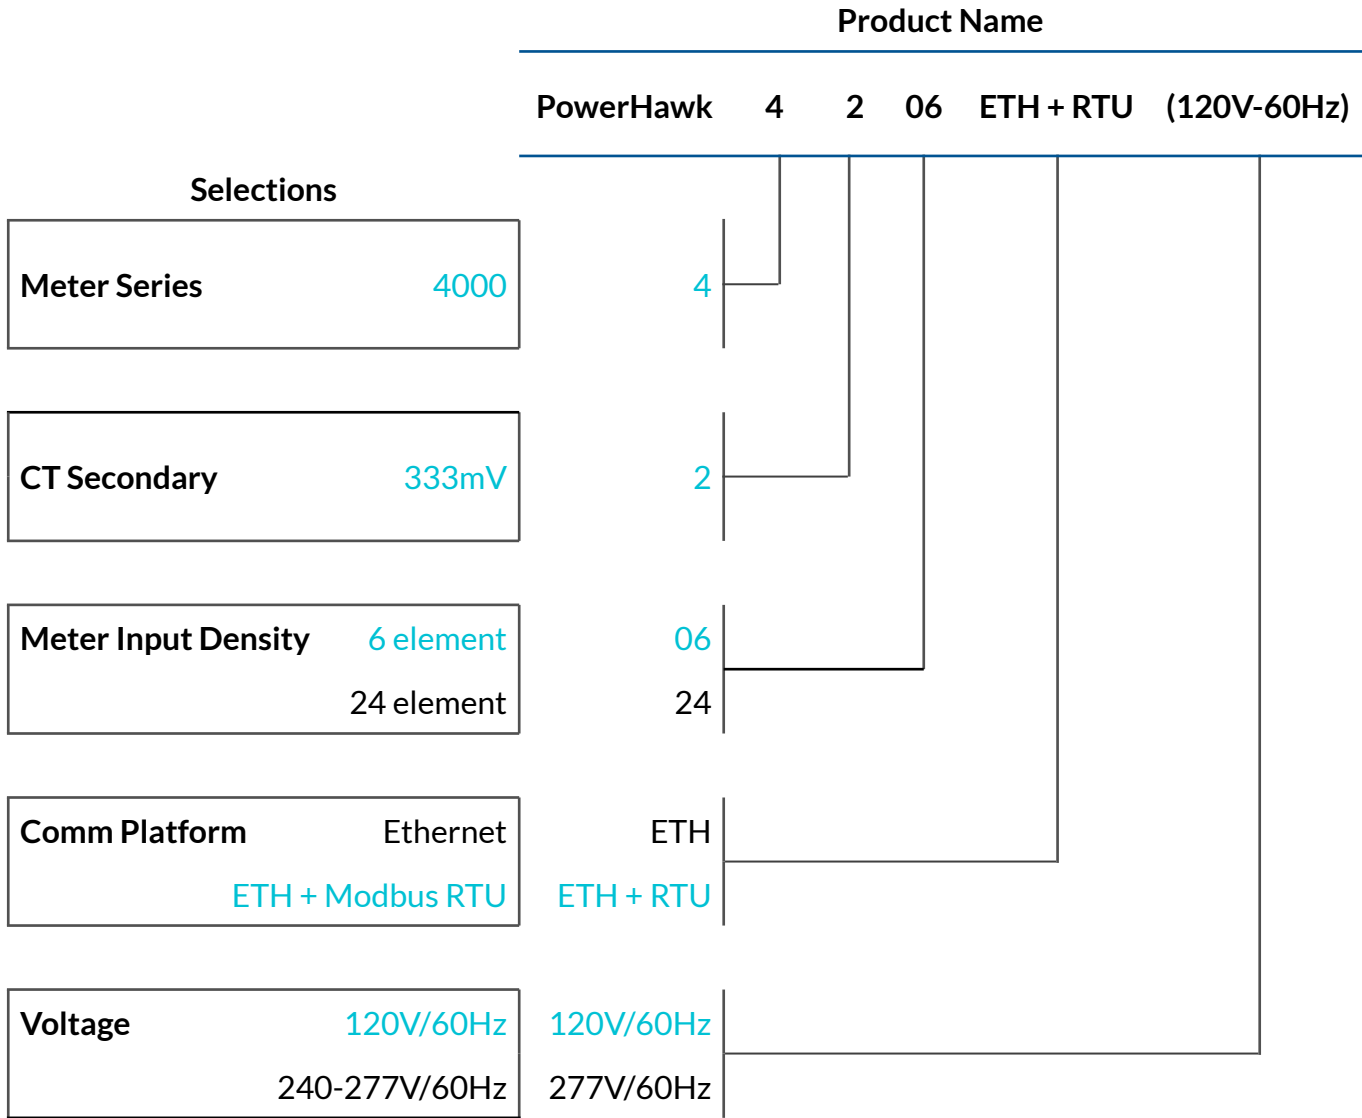 Product Name
PowerHawk 4 2 06 ETH + RTU (120V-60Hz)
Selections
Meter Series 4000 4
CT Secondary 333mV 2
Meter Input Density 6 element 06
24 element 24
Comm Platform Ethernet ETH
ETH + Modbus RTU ETH + RTU
Voltage 120V/60Hz 120V/60Hz
240-277V/60Hz 277V/60Hz